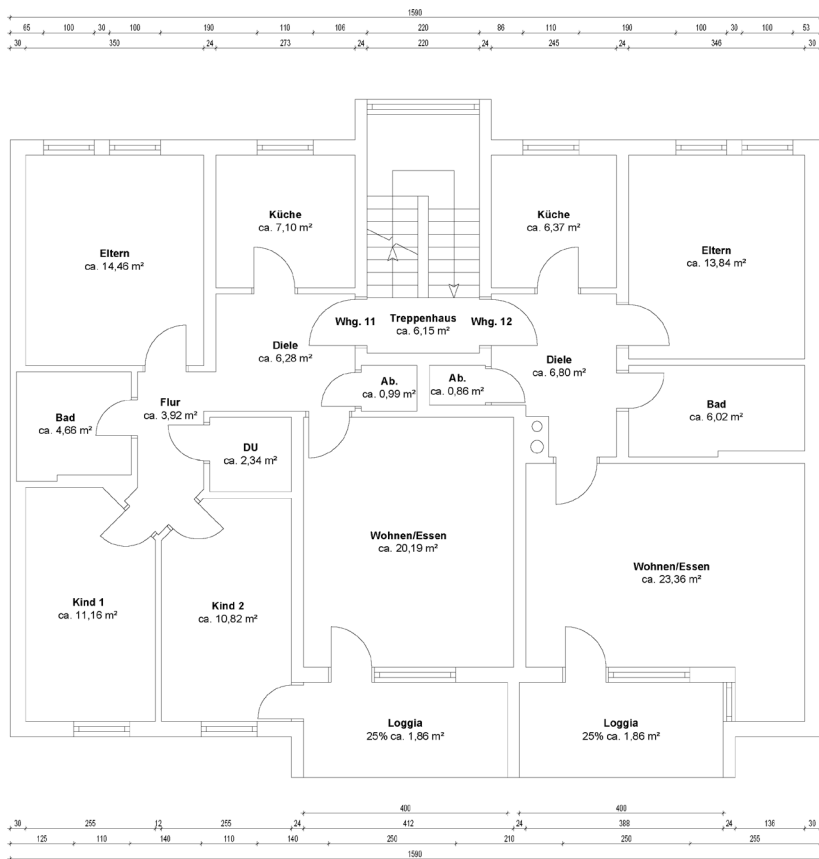 1590
65 100 30 100 190 110 106 220 86 110 190 100 30 100 53
30 350 24 273 24 220 24 245 24 346 30
Küche
ca. 7,10 m²
Küche
ca. 6,37 m²
Eltern
ca. 14,46 m²
Eltern
ca. 13,84 m²
Whg. 11
Treppenhaus
ca. 6,15 m²
Whg. 12
Diele
ca. 6,28 m²
Diele
ca. 6,80 m²
Ab.
ca. 0,99 m²
Ab.
ca. 0,86 m²
Flur
ca. 3,92 m²
Bad
ca. 4,66 m²
Bad
ca. 6,02 m²
DU
ca. 2,34 m²
Wohnen/Essen
ca. 20,19 m²
Wohnen/Essen
ca. 23,36 m²
Kind 1
ca. 11,16 m²
Kind 2
ca. 10,82 m²
Loggia
25% ca. 1,86 m²
Loggia
25% ca. 1,86 m²
400 400
30 255 12 255 24 412 24 388 24 136 30
125 110 140 110 140 250 210 250 255
1590